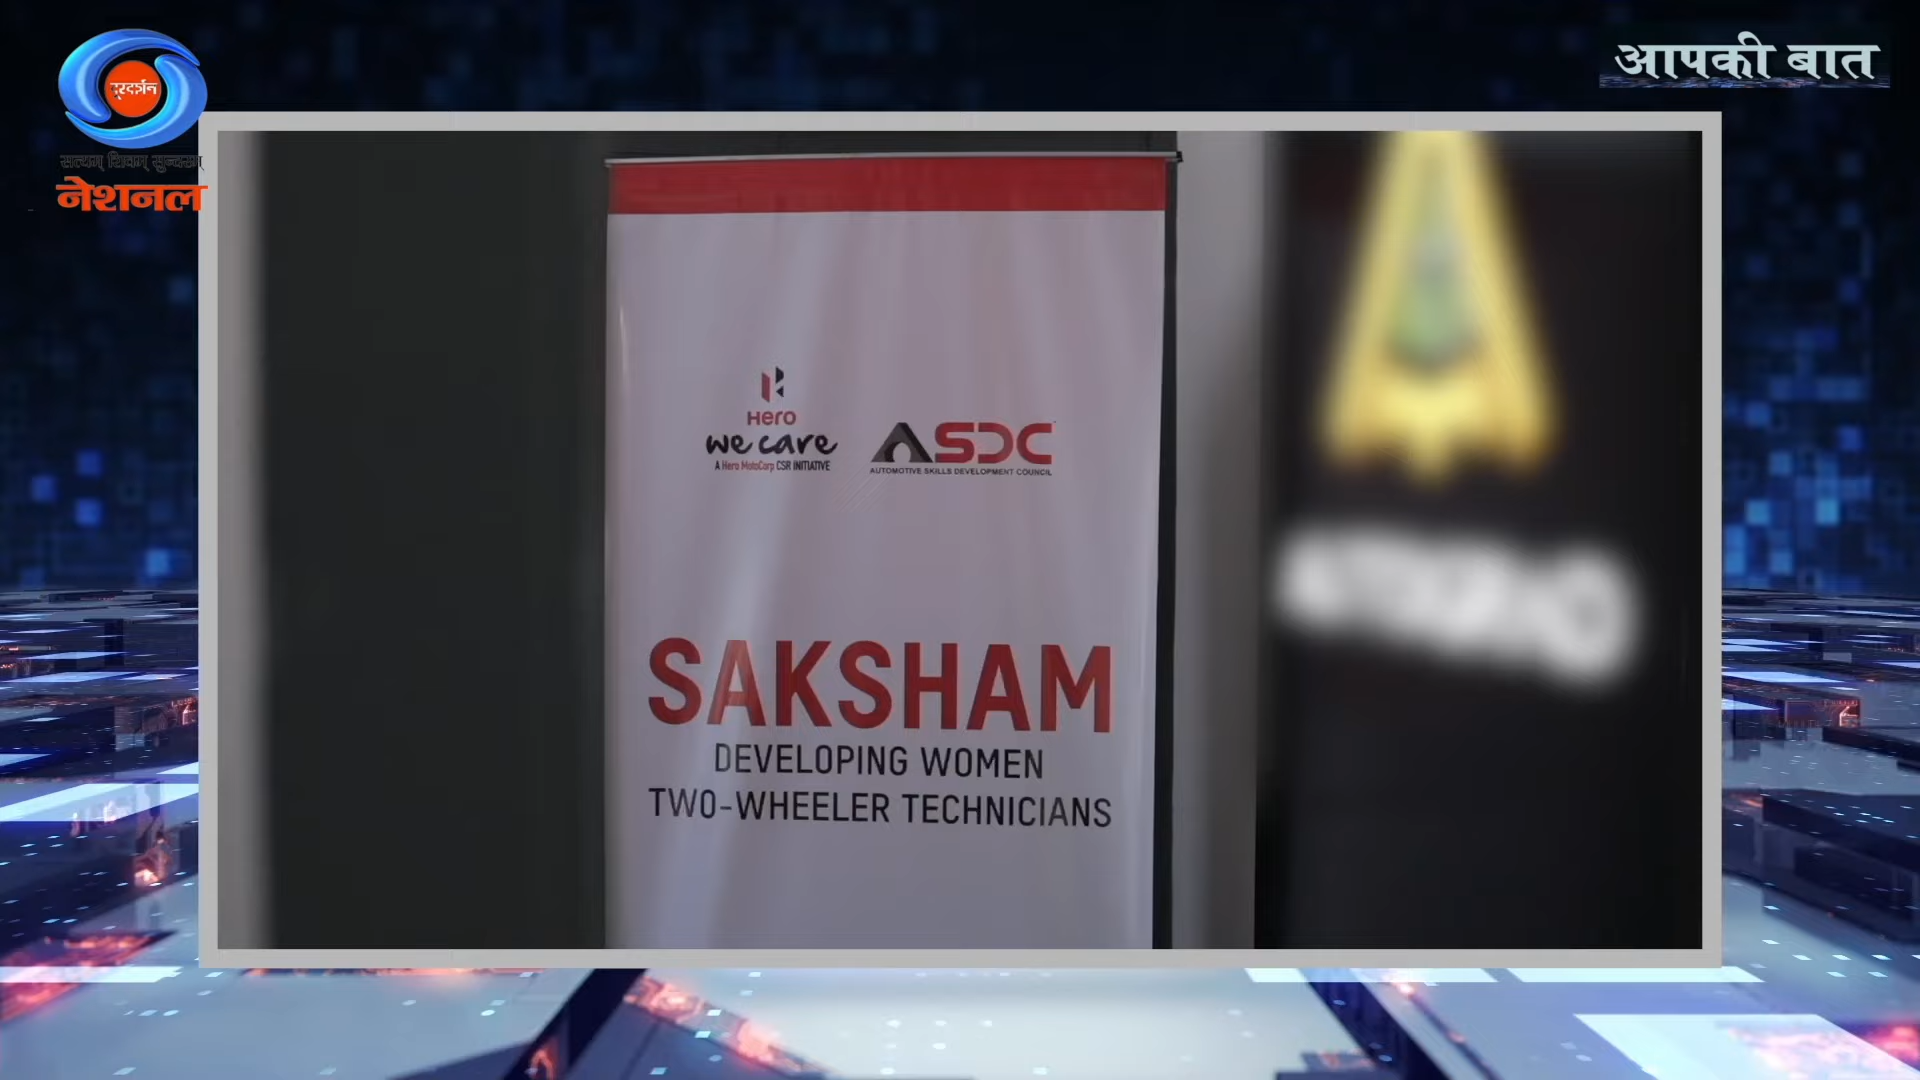 दूरदर्शन
सत्यम् शिवम् सुन्दरम्
नेशनल
आपकी बात
Hero
we care
A Hero MotoCorp CSR INITIATIVE
ASDC
AUTOMOTIVE SKILLS DEVELOPMENT COUNCIL
SAKSHAM
DEVELOPING WOMEN
TWO-WHEELER TECHNICIANS